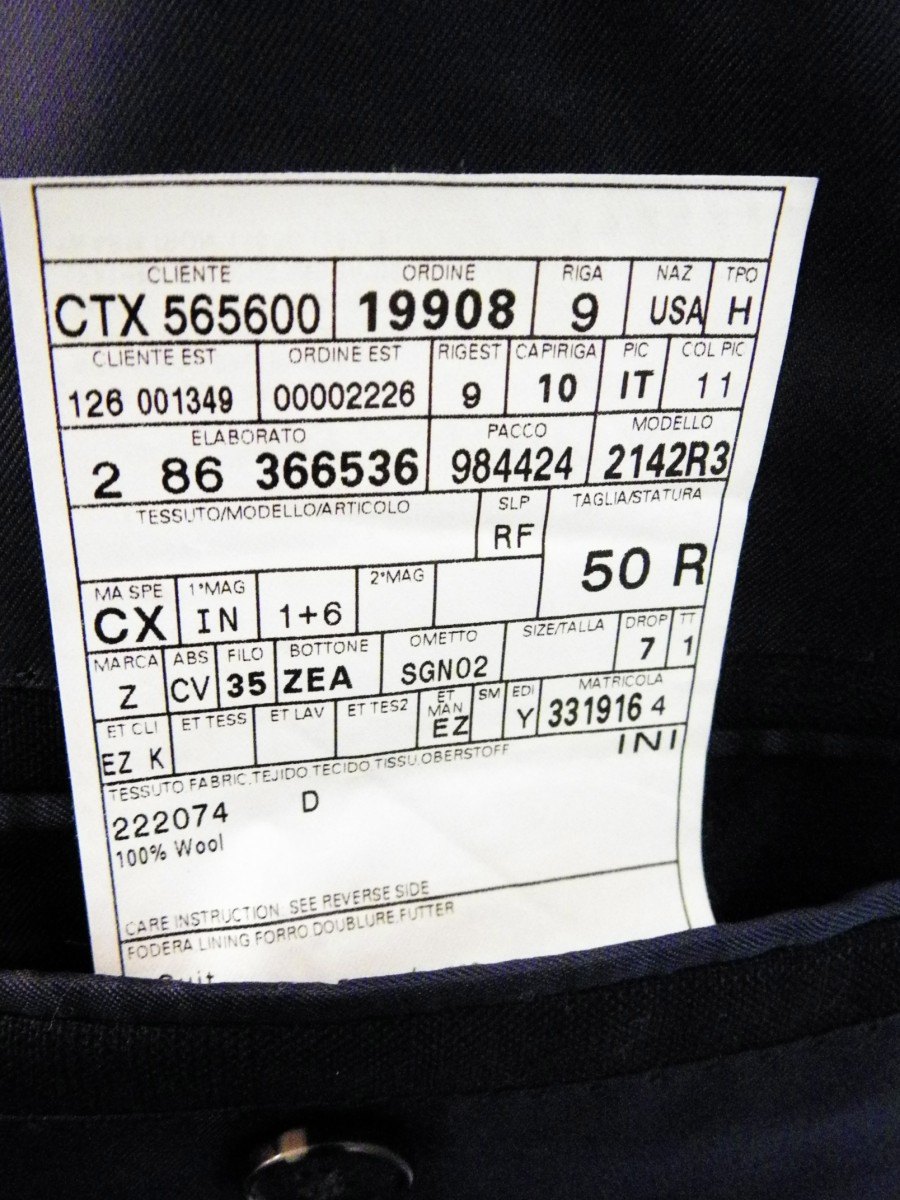 CLIENTE ORDINE RIGA NAZ TPO
CTX 565600 19908 9 USA H
CLIENTE EST ORDINE EST RIGEST CAPIRIGA PIC COL PIC
126 001349 00002226 9 10 IT 11
ELABORATO PACCO MODELLO
2 86 366536 984424 2142R3
TESSUTO/MODELLO/ARTICOLO SLP TAGLIA/STATURA
RF 50 R
MA SPE 1*MAG 2*MAG
CX IN 1+6
MARCA ABS FILO BOTTONE OMETTO SIZE/TALLA DROP TT
Z CV 35 ZEA SGN02 7 1
ET CLI ET TESS ET LAV ET TES2 ET MAN SM EDI MATRICOLA
EZ K EZ Y 331916 4
TESSUTO FABRIC.TEJIDO.TECIDO TISSU.OBERSTOFF INI
222074 D
100% Wool
CARE INSTRUCTION SEE REVERSE SIDE
FODERA LINING FORRO DOUBLURE.FUTTER